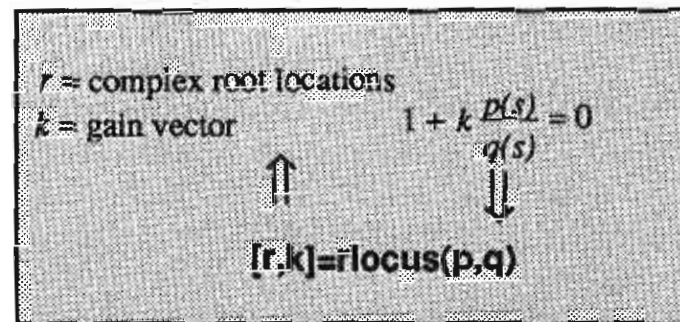 r = complex root locations
k = gain vector
1 + k p(s)/q(s) = 0
[r,k]=rlocus(p,q)